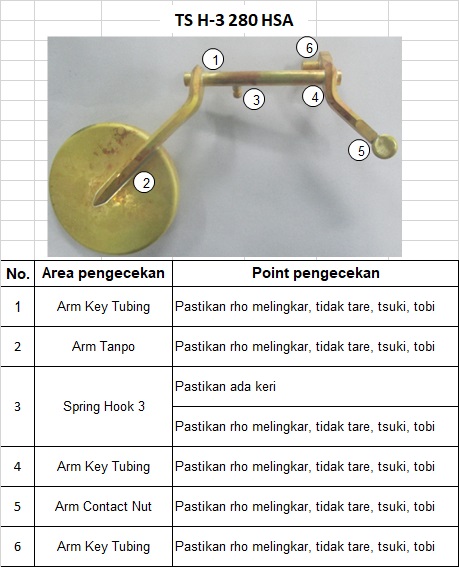 TS H-3 280 HSA
1
6
3
4
5
2
No. Area pengecekan Point pengecekan
1 Arm Key Tubing Pastikan rho melingkar, tidak tare, tsuki, tobi
2 Arm Tanpo Pastikan rho melingkar, tidak tare, tsuki, tobi
3 Spring Hook 3 Pastikan ada keri
Pastikan rho melingkar, tidak tare, tsuki, tobi
4 Arm Key Tubing Pastikan rho melingkar, tidak tare, tsuki, tobi
5 Arm Contact Nut Pastikan rho melingkar, tidak tare, tsuki, tobi
6 Arm Key Tubing Pastikan rho melingkar, tidak tare, tsuki, tobi